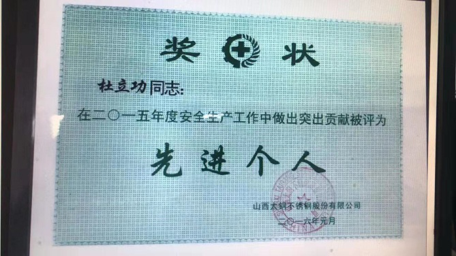 奖 状
杜立功同志:
在二〇一五年度安全生产工作中做出突出贡献被评为
先进个人
山西太钢不锈钢股份有限公司
二〇一六年元月